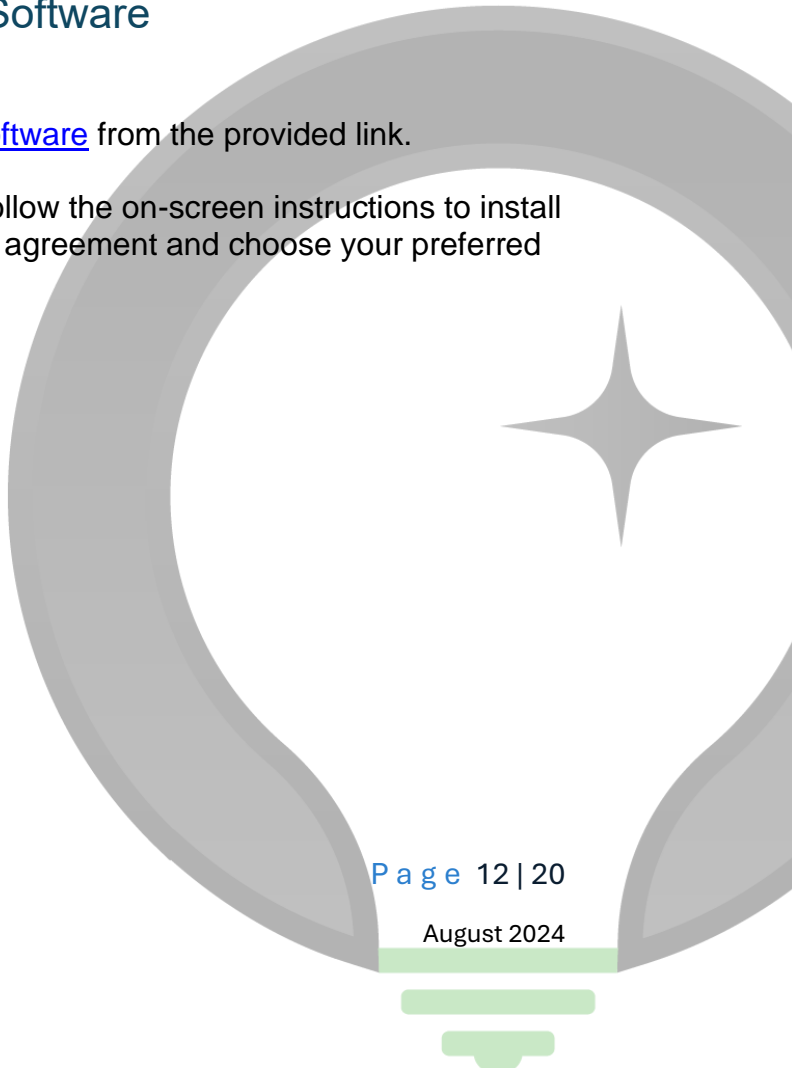 Software
ftware from the provided link.
ollow the on-screen instructions to install
agreement and choose your preferred
Page 12 | 20
August 2024